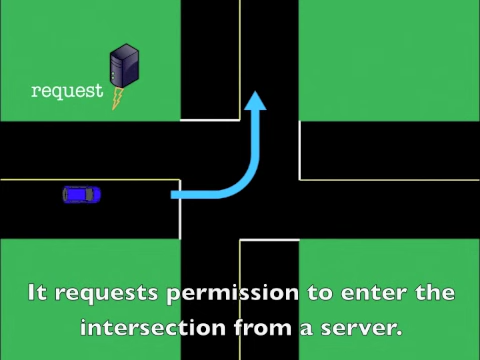 request
It requests permission to enter the
intersection from a server.